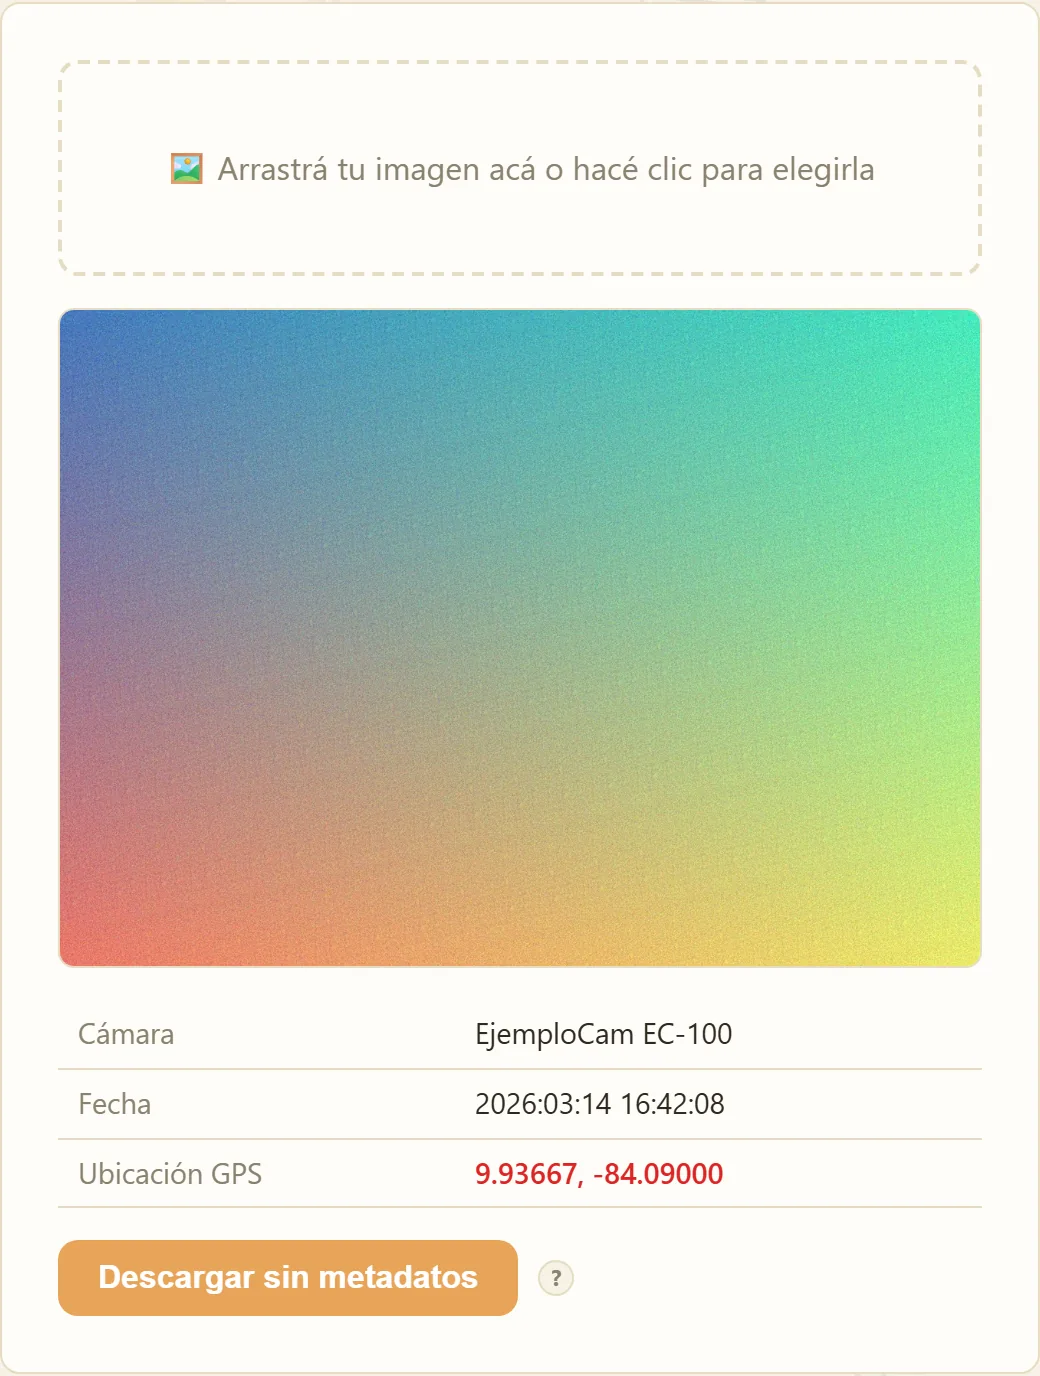 Arrastrá tu imagen acá o hacé clic para elegirla
Cámara EjemploCam EC-100
Fecha 2026:03:14 16:42:08
Ubicación GPS 9.93667, -84.09000
Descargar sin metadatos ?